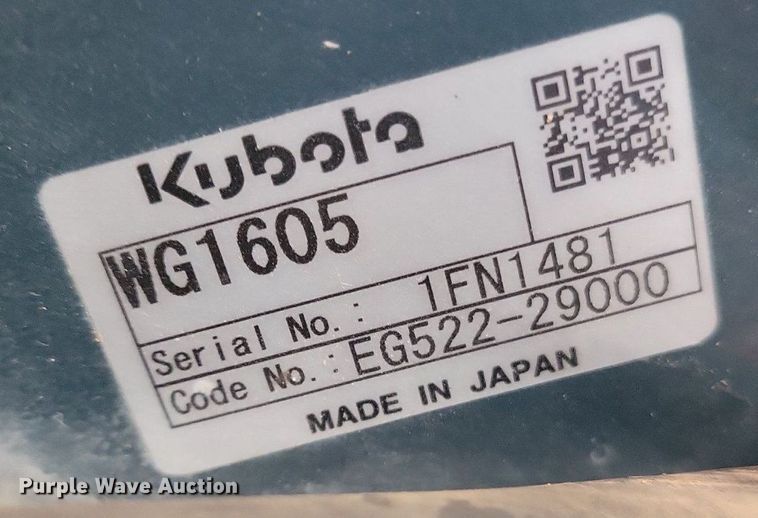 Kubota
WG1605
Serial No.: 1FN1481
Code No.: EG522-29000
MADE IN JAPAN
Purple Wave Auction